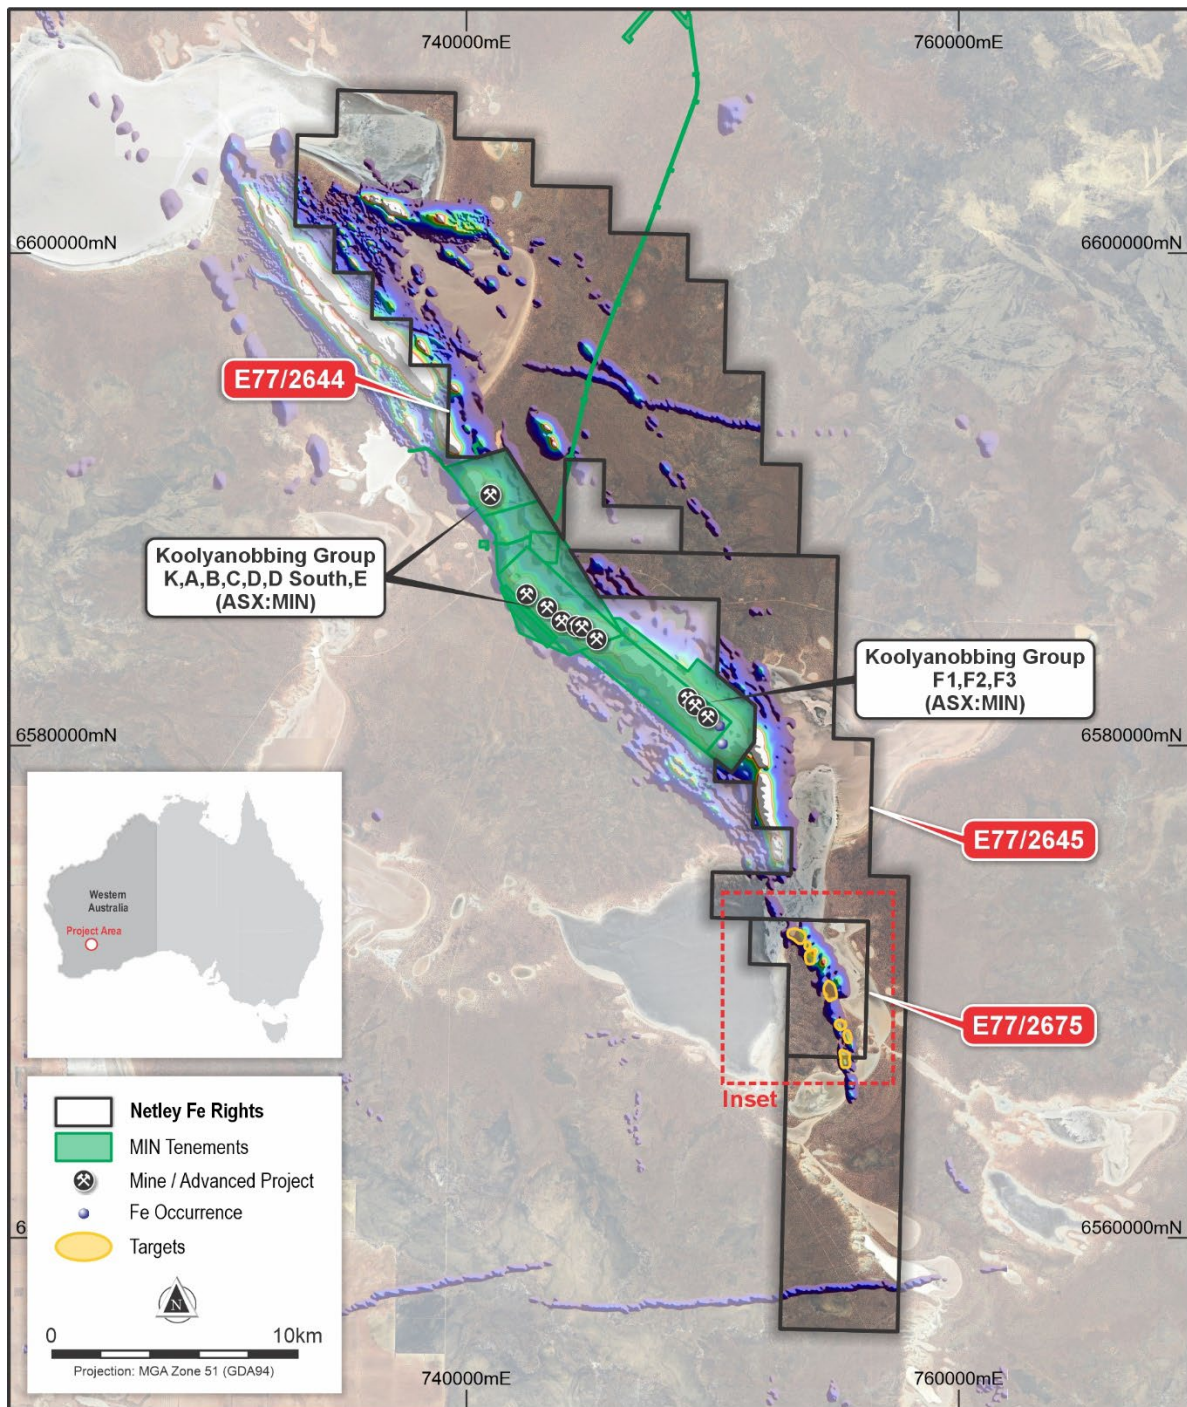 740000mE
760000mE
6600000mN
6600000mN
E77/2644
Koolyanobbing Group
K,A,B,C,D,D South,E
(ASX:MIN)
Koolyanobbing Group
F1,F2,F3
(ASX:MIN)
6580000mN
6580000mN
E77/2645
Western
Australia
Project Area
E77/2675
Inset
Netley Fe Rights
MIN Tenements
Mine / Advanced Project
Fe Occurrence
Targets
6
6560000mN
N
0
10km
Projection: MGA Zone 51 (GDA94)
740000mE
760000mE